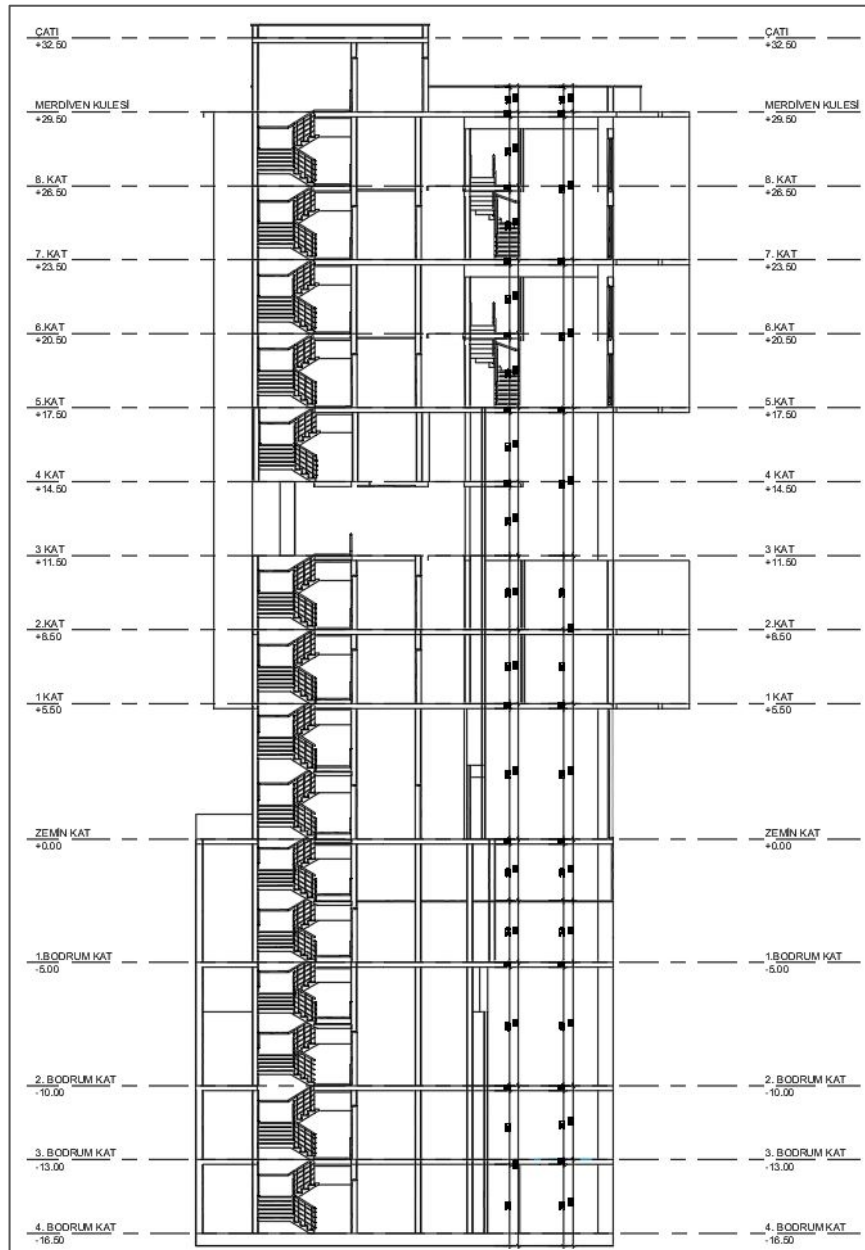 ÇATI
+32.50
ÇATI
+32.50
MERDİVEN KULESİ
+29.50
MERDİVEN KULESİ
+29.50
8. KAT
+26.50
8. KAT
+26.50
7. KAT
+23.50
7. KAT
+23.50
6.KAT
+20.50
6.KAT
+20.50
5.KAT
+17.50
5.KAT
+17.50
4 KAT
+14.50
4 KAT
+14.50
3 KAT
+11.50
3 KAT
+11.50
2.KAT
+8.50
2.KAT
+8.50
1 KAT
+5.50
1 KAT
+5.50
ZEMİN KAT
+0.00
ZEMİN KAT
+0.00
1.BODRUM KAT
-5.00
1.BODRUM KAT
-5.00
2. BODRUM KAT
-10.00
2. BODRUM KAT
-10.00
3. BODRUM KAT
-13.00
3. BODRUM KAT
-13.00
4. BODRUM KAT
-16.50
4. BODRUM KAT
-16.50